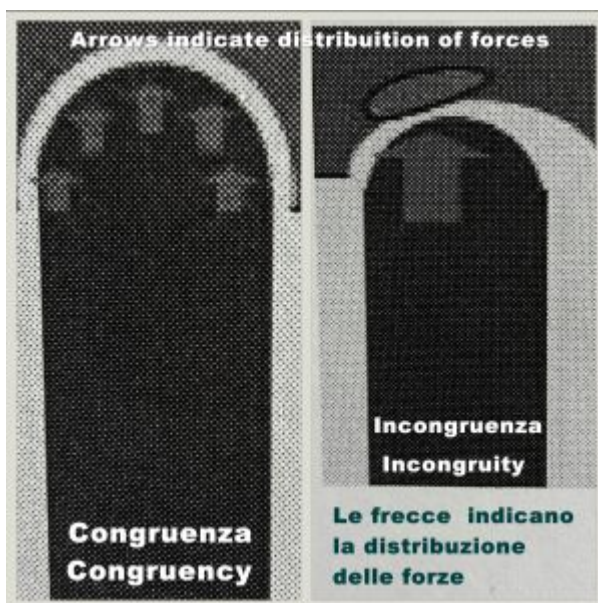 Arrows indicate distribuition of forces
Congruenza
Congruency
Incongruenza
Incongruity
Le frecce indicano
la distribuzione
delle forze